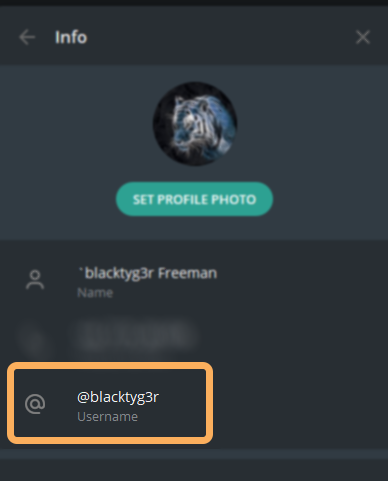 Info
SET PROFILE PHOTO
`blacktyg3r Freeman
Name
@blacktyg3r
Username